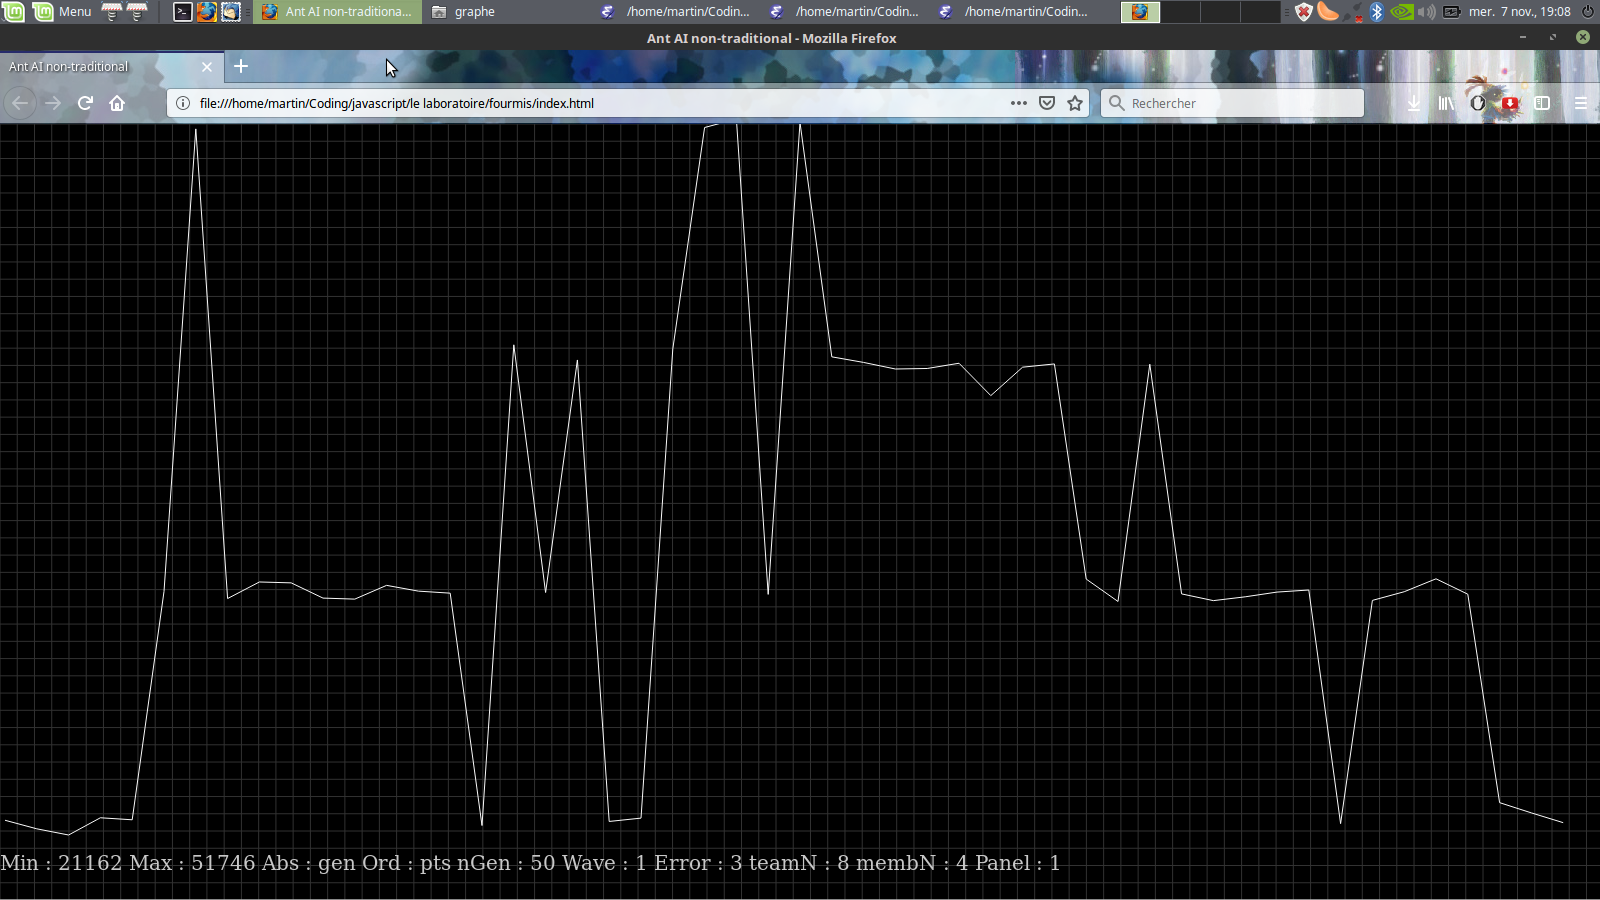 Menu Ant AI non-traditiona... graphe /home/martin/Codin... /home/martin/Codin... /home/martin/Codin... mer. 7 nov., 19:08
Ant AI non-traditional - Mozilla Firefox
Ant AI non-traditional
file:///home/martin/Coding/javascript/le laboratoire/fourmis/index.html Rechercher
Min : 21162 Max : 51746 Abs : gen Ord : pts nGen : 50 Wave : 1 Error : 3 teamN : 8 membN : 4 Panel : 1